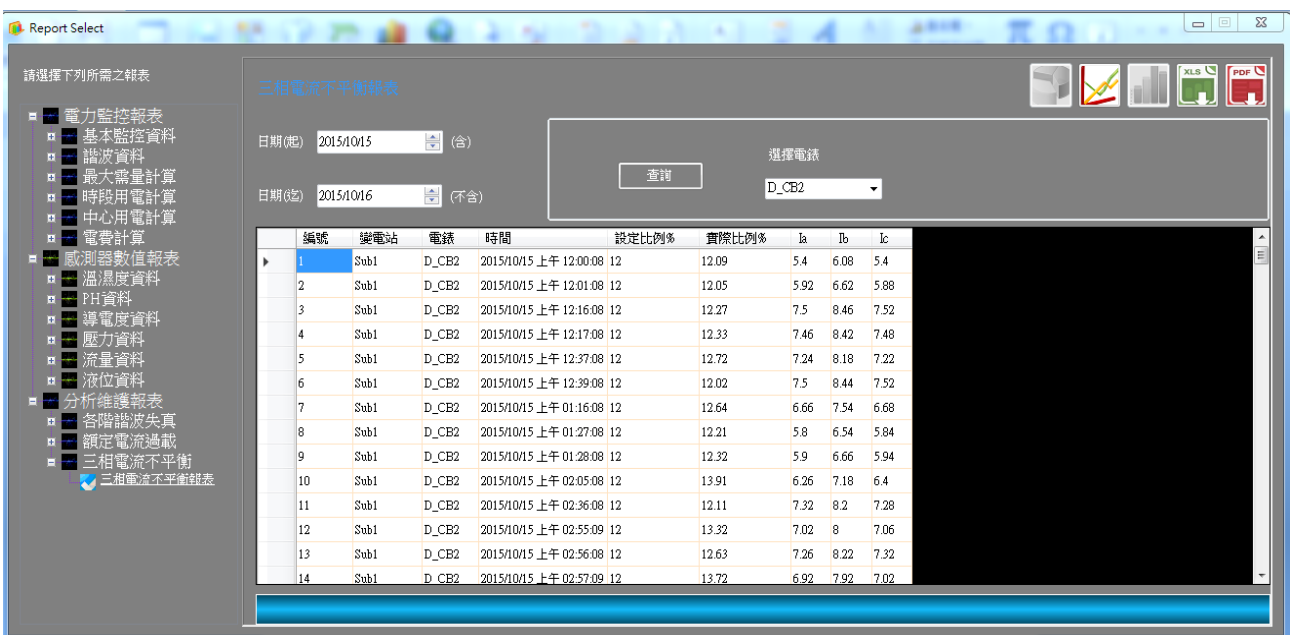 Report Select
請選擇下列所需之報表
電力監控報表
基本監控資料
諧波資料
最大需量計算
時段用電計算
中心用電計算
電費計算
感測器數值報表
溫濕度資料
PH資料
導電度資料
壓力資料
流量資料
液位資料
分析維護報表
各階諧波失真
額定電流過載
三相電流不平衡
三相電流不平衡報表
三相電流不平衡報表
XLS PDF
日期(起) 2015/10/15 (含)
日期(迄) 2015/10/16 (不含)
查詢
選擇電錶
D_CB2
編號 變電站 電錶 時間 設定比例% 實際比例% Ia Ib Ic
1 Sub1 D_CB2 2015/10/15 上午 12:00:08 12 12.09 5.4 6.08 5.4
2 Sub1 D_CB2 2015/10/15 上午 12:01:08 12 12.05 5.92 6.62 5.88
3 Sub1 D_CB2 2015/10/15 上午 12:16:08 12 12.27 7.5 8.46 7.52
4 Sub1 D_CB2 2015/10/15 上午 12:17:08 12 12.33 7.46 8.42 7.48
5 Sub1 D_CB2 2015/10/15 上午 12:37:08 12 12.72 7.24 8.18 7.22
6 Sub1 D_CB2 2015/10/15 上午 12:39:08 12 12.02 7.5 8.44 7.52
7 Sub1 D_CB2 2015/10/15 上午 01:16:08 12 12.64 6.66 7.54 6.68
8 Sub1 D_CB2 2015/10/15 上午 01:27:08 12 12.21 5.8 6.54 5.84
9 Sub1 D_CB2 2015/10/15 上午 01:28:08 12 12.32 5.9 6.66 5.94
10 Sub1 D_CB2 2015/10/15 上午 02:05:08 12 13.91 6.26 7.18 6.4
11 Sub1 D_CB2 2015/10/15 上午 02:36:08 12 12.11 7.32 8.2 7.28
12 Sub1 D_CB2 2015/10/15 上午 02:55:09 12 13.32 7.02 8 7.06
13 Sub1 D_CB2 2015/10/15 上午 02:56:08 12 12.63 7.26 8.22 7.32
14 Sub1 D_CB2 2015/10/15 上午 02:57:09 12 13.72 6.92 7.92 7.02